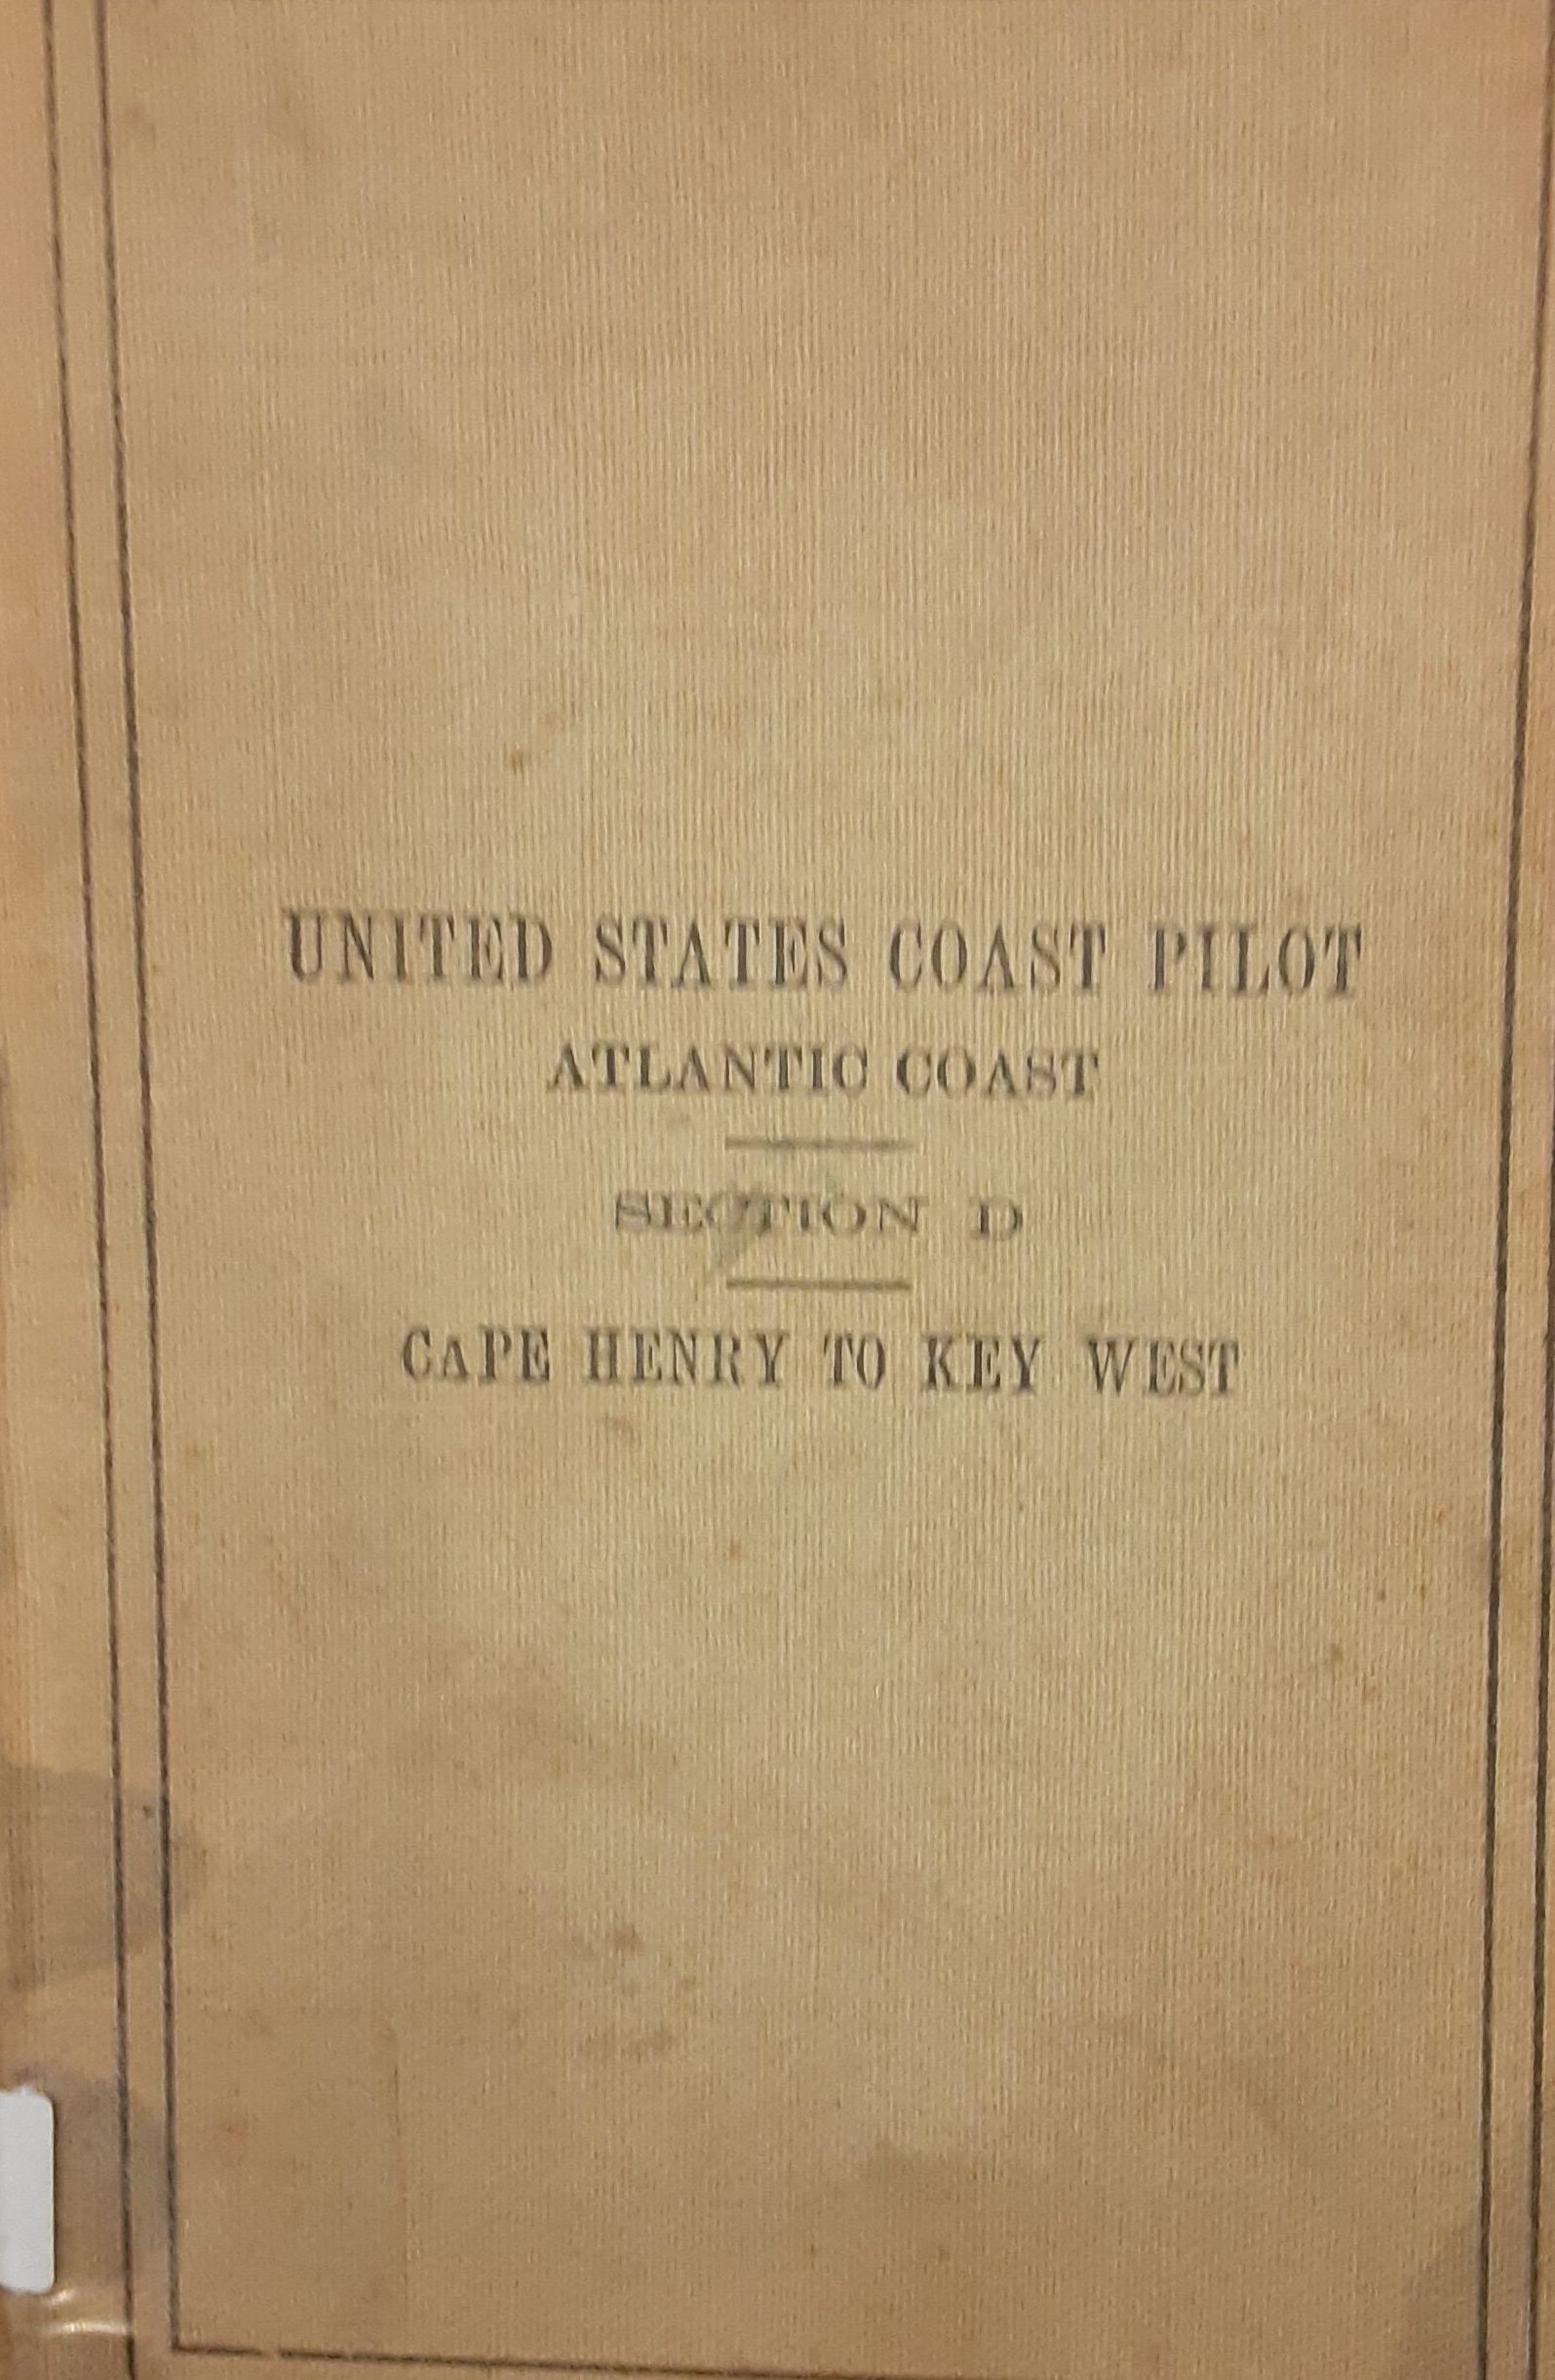 UNITED STATES COAST PILOT
ATLANTIC COAST
SECTION D
CAPE HENRY TO KEY WEST